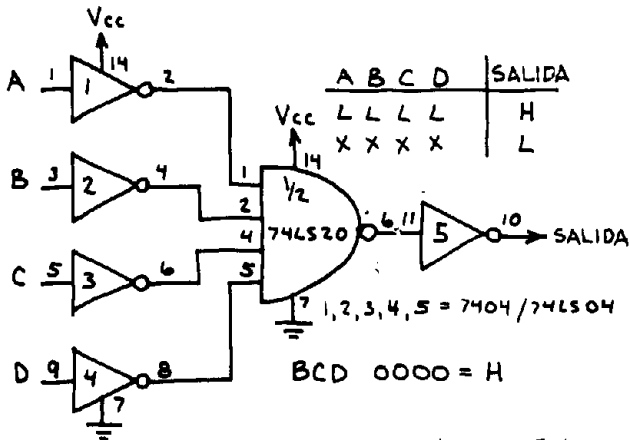 Vcc
A 1 1 14 2
B 3 2 4
C 5 3 6
D 9 4 8
7
A B C D SALIDA
L L L L H
X X X X L
Vcc
14
1
2
4
5
1/2
74LS20
7
6 11 5 10 SALIDA
1, 2, 3, 4, 5 = 7404/74LS04
BCD 0000 = H